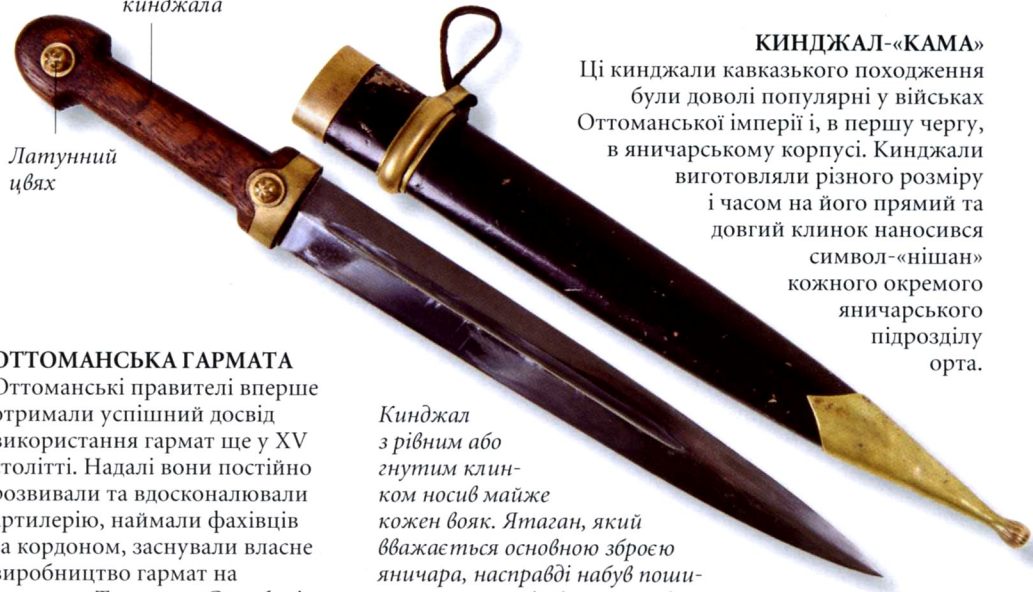 кинджала
Латунний
цвях
КИНДЖАЛ-«КАМА»
Ці кинджали кавказького походження
були доволі популярні у військах
Оттоманської імперії і, в першу чергу,
в яничарському корпусі. Кинджали
виготовляли різного розміру
і часом на його прямий та
довгий клинок наносився
символ-«нішан»
кожного окремого
яничарського
підрозділу
орта.
ОТТОМАНСЬКА ГАРМАТА
Оттоманські правителі вперше
отримали успішний досвід
використання гармат ще у XV
столітті. Надалі вони постійно
розвивали та вдосконалювали
артилерію, наймали фахівців
за кордоном, заснували власне
виробництво гармат на
Кинджал
з рівним або
гнутим клин-
ком носив майже
кожен вояк. Ятаган, який
вважається основною зброєю
яничара, насправді набув поши-